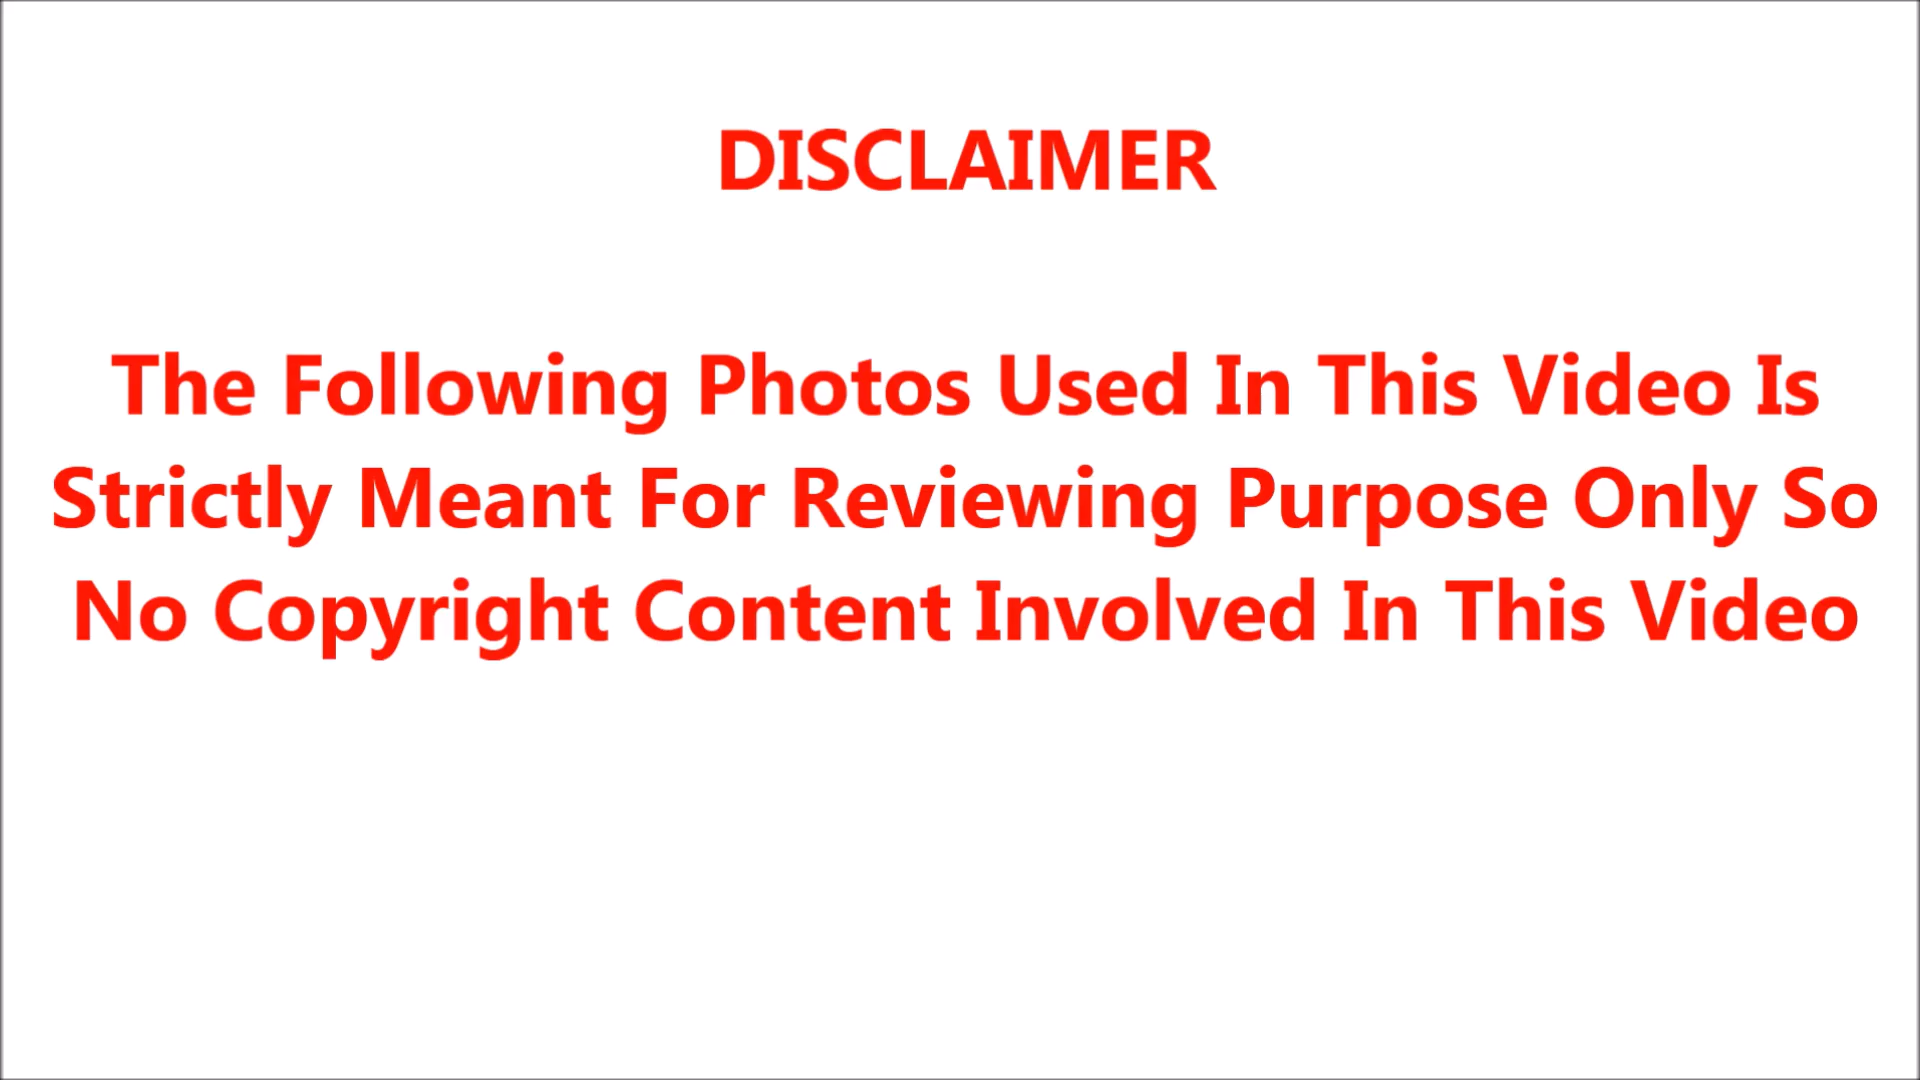 DISCLAIMER
The Following Photos Used In This Video Is
Strictly Meant For Reviewing Purpose Only So
No Copyright Content Involved In This Video